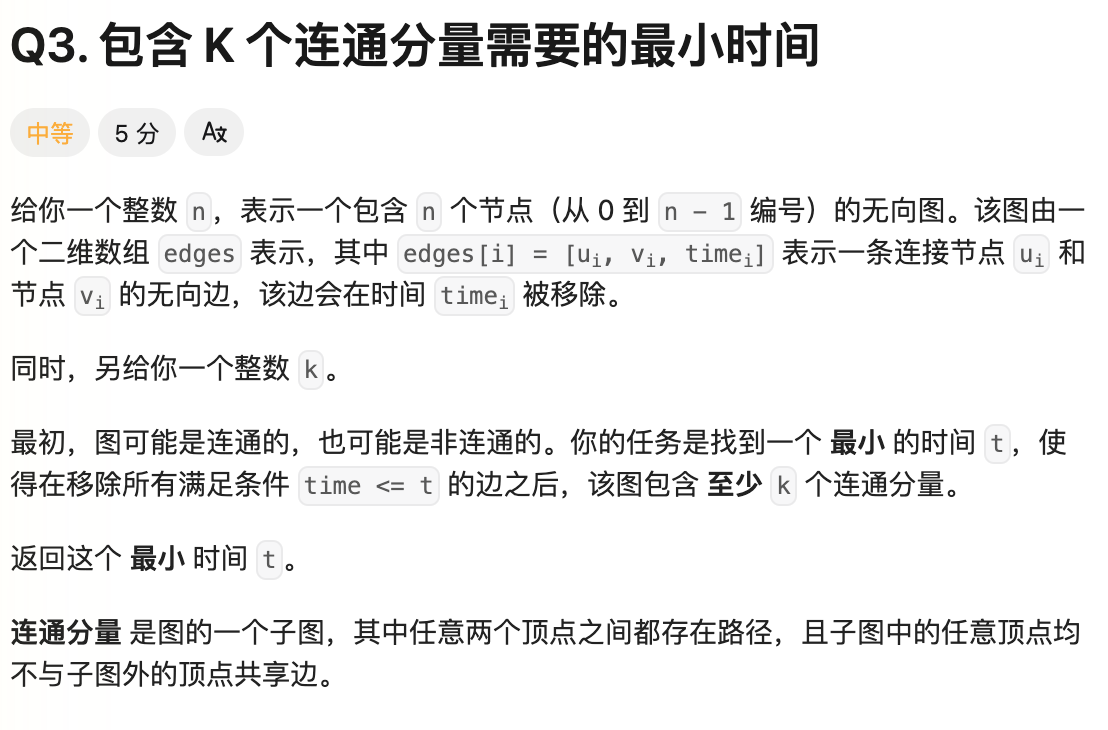 Q3. 包含 K 个连通分量需要的最小时间
中等 5 分 A文
给你一个整数 n，表示一个包含 n 个节点（从 0 到 n - 1 编号）的无向图。该图由一
个二维数组 edges 表示，其中 edges[i] = [uᵢ, vᵢ, timeᵢ] 表示一条连接节点 uᵢ 和
节点 vᵢ 的无向边，该边会在时间 timeᵢ 被移除。
同时，另给你一个整数 k。
最初，图可能是连通的，也可能是非连通的。你的任务是找到一个 最小 的时间 t，使
得在移除所有满足条件 time <= t 的边之后，该图包含 至少 k 个连通分量。
返回这个 最小 时间 t。
连通分量 是图的一个子图，其中任意两个顶点之间都存在路径，且子图中的任意顶点均
不与子图外的顶点共享边。